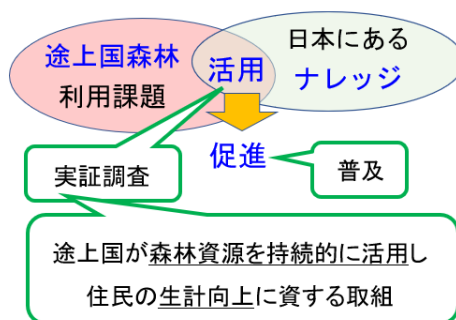 途上国森林
利用課題
活用
日本にある
ナレッジ
促進
実証調査
普及
途上国が森林資源を持続的に活用し
住民の生計向上に資する取組